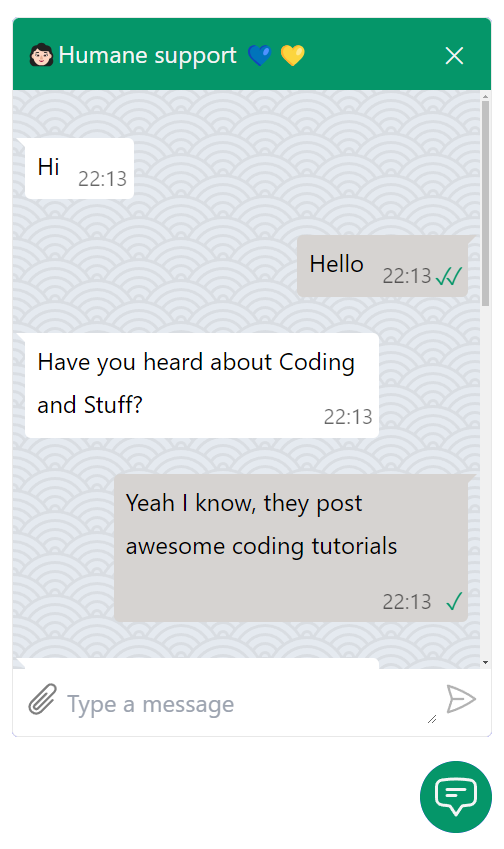 Humane support 💙 💛
Hi
22:13
Hello
22:13
Have you heard about Coding
and Stuff?
22:13
Yeah I know, they post
awesome coding tutorials
22:13
Type a message